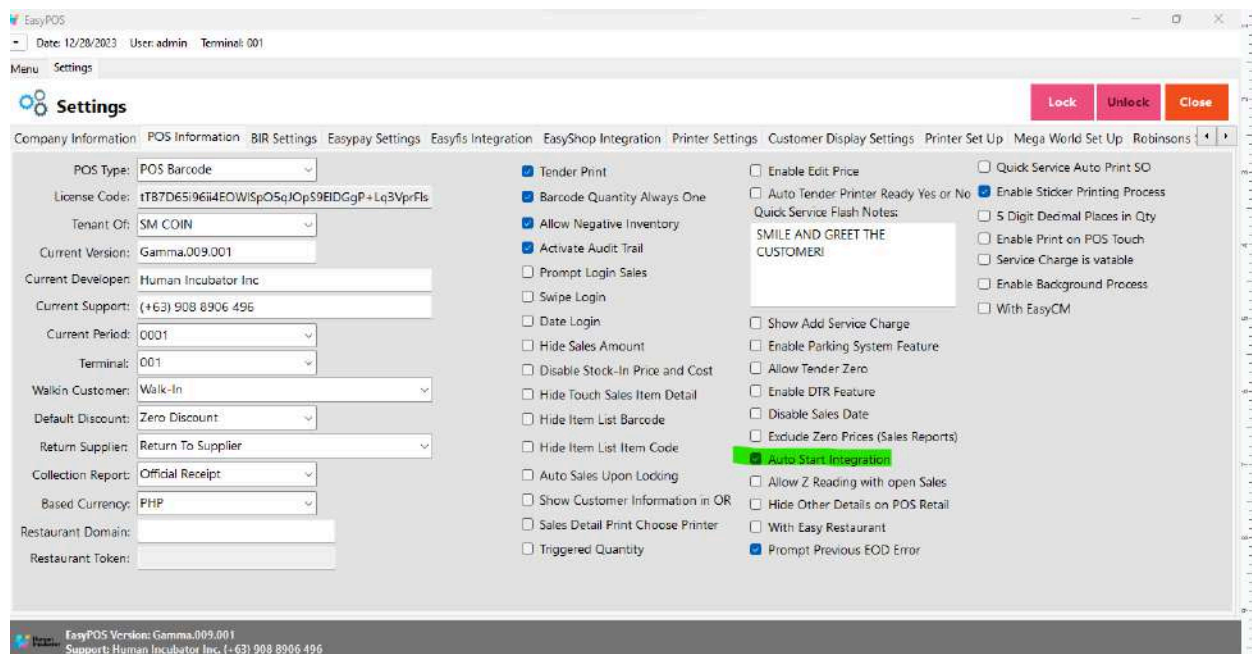 EasyPOS
Date: 12/28/2023 User: admin Terminal: 001
Menu Settings
Settings
Lock Unlock Close
Company Information POS Information BIR Settings Easypay Settings Easyfis Integration EasyShop Integration Printer Settings Customer Display Settings Printer Set Up Mega World Set Up Robinsons
POS Type: POS Barcode
License Code:
Tenant Of: SM COIN
Current Version: Gamma.009.001
Current Developer: Human Incubator Inc
Current Support: (+63) 908 8906 496
Current Period: 0001
Terminal: 001
Walkin Customer: Walk-In
Default Discount: Zero Discount
Return Supplier: Return To Supplier
Collection Report: Official Receipt
Based Currency: PHP
Restaurant Domain:
Restaurant Token:
Tender Print
Barcode Quantity Always One
Allow Negative Inventory
Activate Audit Trail
Prompt Login Sales
Swipe Login
Date Login
Hide Sales Amount
Disable Stock-In Price and Cost
Hide Touch Sales Item Detail
Hide Item List Barcode
Hide Item List Item Code
Auto Sales Upon Locking
Show Customer Information in OR
Sales Detail Print Choose Printer
Triggered Quantity
Enable Edit Price
Auto Tender Printer Ready Yes or No
Quick Service Flash Notes:
SMILE AND GREET THE
CUSTOMER!
Show Add Service Charge
Enable Parking System Feature
Allow Tender Zero
Enable DTR Feature
Disable Sales Date
Exclude Zero Prices (Sales Reports)
Auto Start Integration
Allow Z Reading with open Sales
Hide Other Details on POS Retail
With Easy Restaurant
Prompt Previous EOD Error
Quick Service Auto Print SO
Enable Sticker Printing Process
5 Digit Decimal Places in Qty
Enable Print on POS Touch
Service Charge is vatable
Enable Background Process
With EasyCM
Human
Incubator
EasyPOS Version: Gamma.009.001
Support: Human Incubator Inc. (+63) 908 8906 496